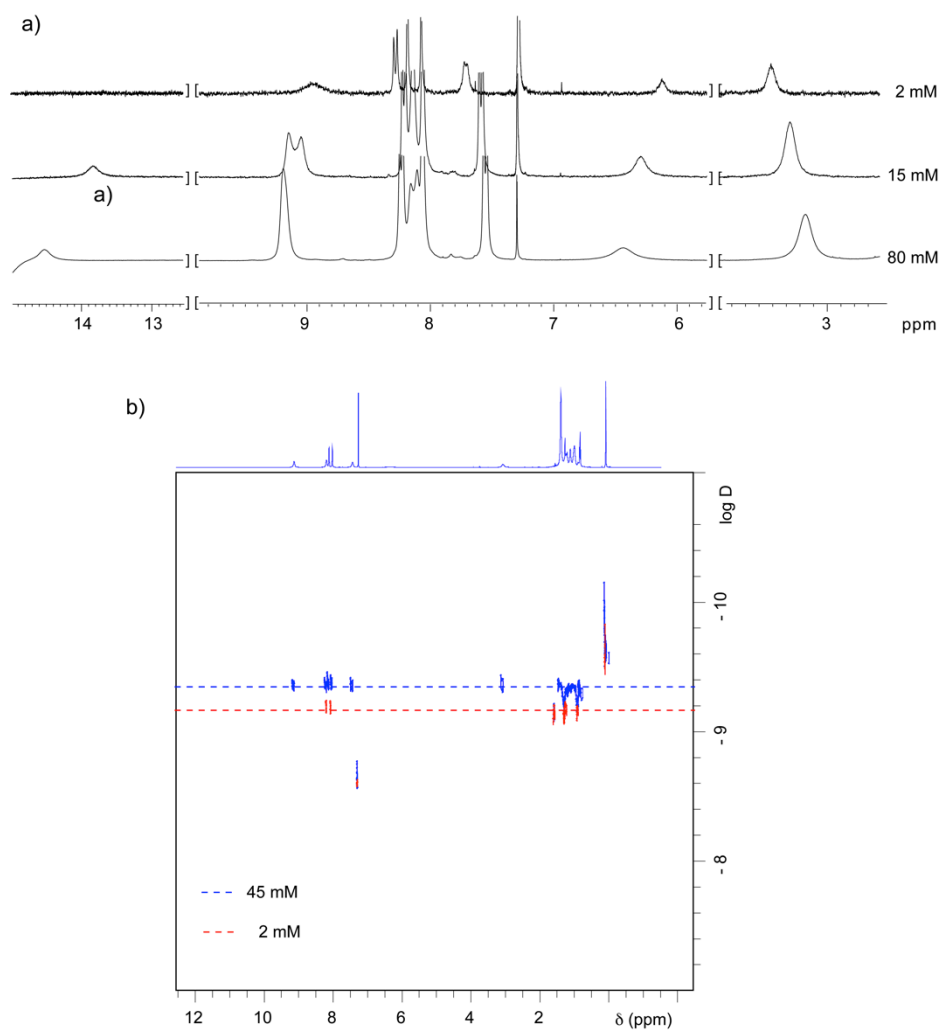 a)
] [ ] [ 2 mM
] [ ] [ 15 mM
a)
] [ ] [ 80 mM
] [ ] [
14 13 9 8 7 6 3 ppm
b)
log D
- 10
- 9
- 8
45 mM
2 mM
12 10 8 6 4 2 δ (ppm)